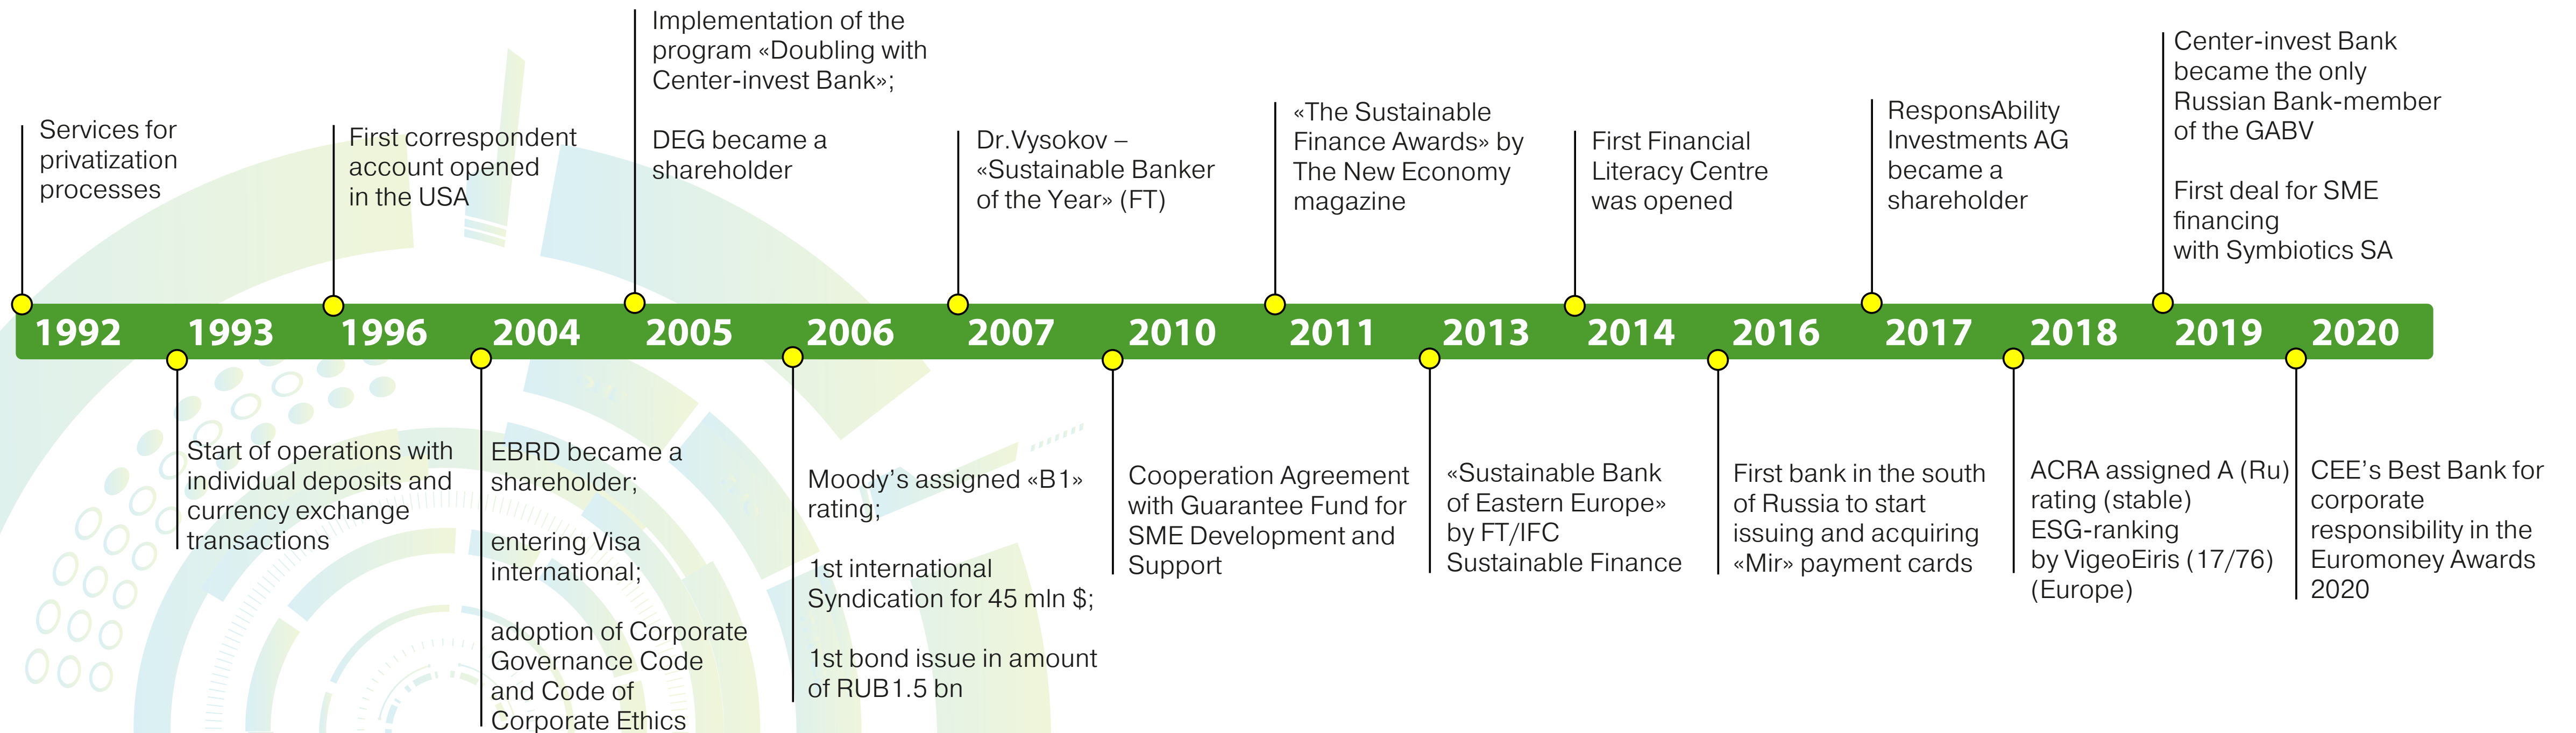 Services for
privatization
processes
First correspondent
account opened
in the USA
Implementation of the
program «Doubling with
Center-invest Bank»;
DEG became a
shareholder
Dr.Vysokov –
«Sustainable Banker
of the Year» (FT)
«The Sustainable
Finance Awards» by
The New Economy
magazine
First Financial
Literacy Centre
was opened
ResponsAbility
Investments AG
became a
shareholder
Center-invest Bank
became the only
Russian Bank-member
of the GABV
First deal for SME
financing
with Symbiotics SA
1992 1993 1996 2004 2005 2006 2007 2010 2011 2013 2014 2016 2017 2018 2019 2020
Start of operations with
individual deposits and
currency exchange
transactions
EBRD became a
shareholder;
entering Visa
international;
adoption of Corporate
Governance Code
and Code of
Corporate Ethics
Moody's assigned «B1»
rating;
1st international
Syndication for 45 mln $;
1st bond issue in amount
of RUB1.5 bn
Cooperation Agreement
with Guarantee Fund for
SME Development and
Support
«Sustainable Bank
of Eastern Europe»
by FT/IFC
Sustainable Finance
First bank in the south
of Russia to start
issuing and acquiring
«Mir» payment cards
ACRA assigned A (Ru)
rating (stable)
ESG-ranking
by VigeoEiris (17/76)
(Europe)
CEE's Best Bank for
corporate
responsibility in the
Euromoney Awards
2020